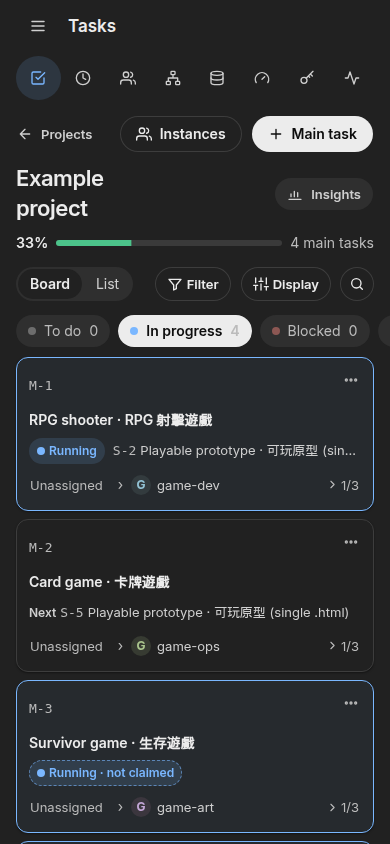 Tasks
Projects
Instances
Main task
Example
project
Insights
33%
4 main tasks
Board
List
Filter
Display
To do 0
In progress 4
Blocked 0
M-1
RPG shooter · RPG 射擊遊戲
Running S-2 Playable prototype · 可玩原型 (sin...
Unassigned › G game-dev › 1/3
M-2
Card game · 卡牌遊戲
Next S-5 Playable prototype · 可玩原型 (single .html)
Unassigned › G game-ops › 1/3
M-3
Survivor game · 生存遊戲
Running · not claimed
Unassigned › G game-art › 1/3